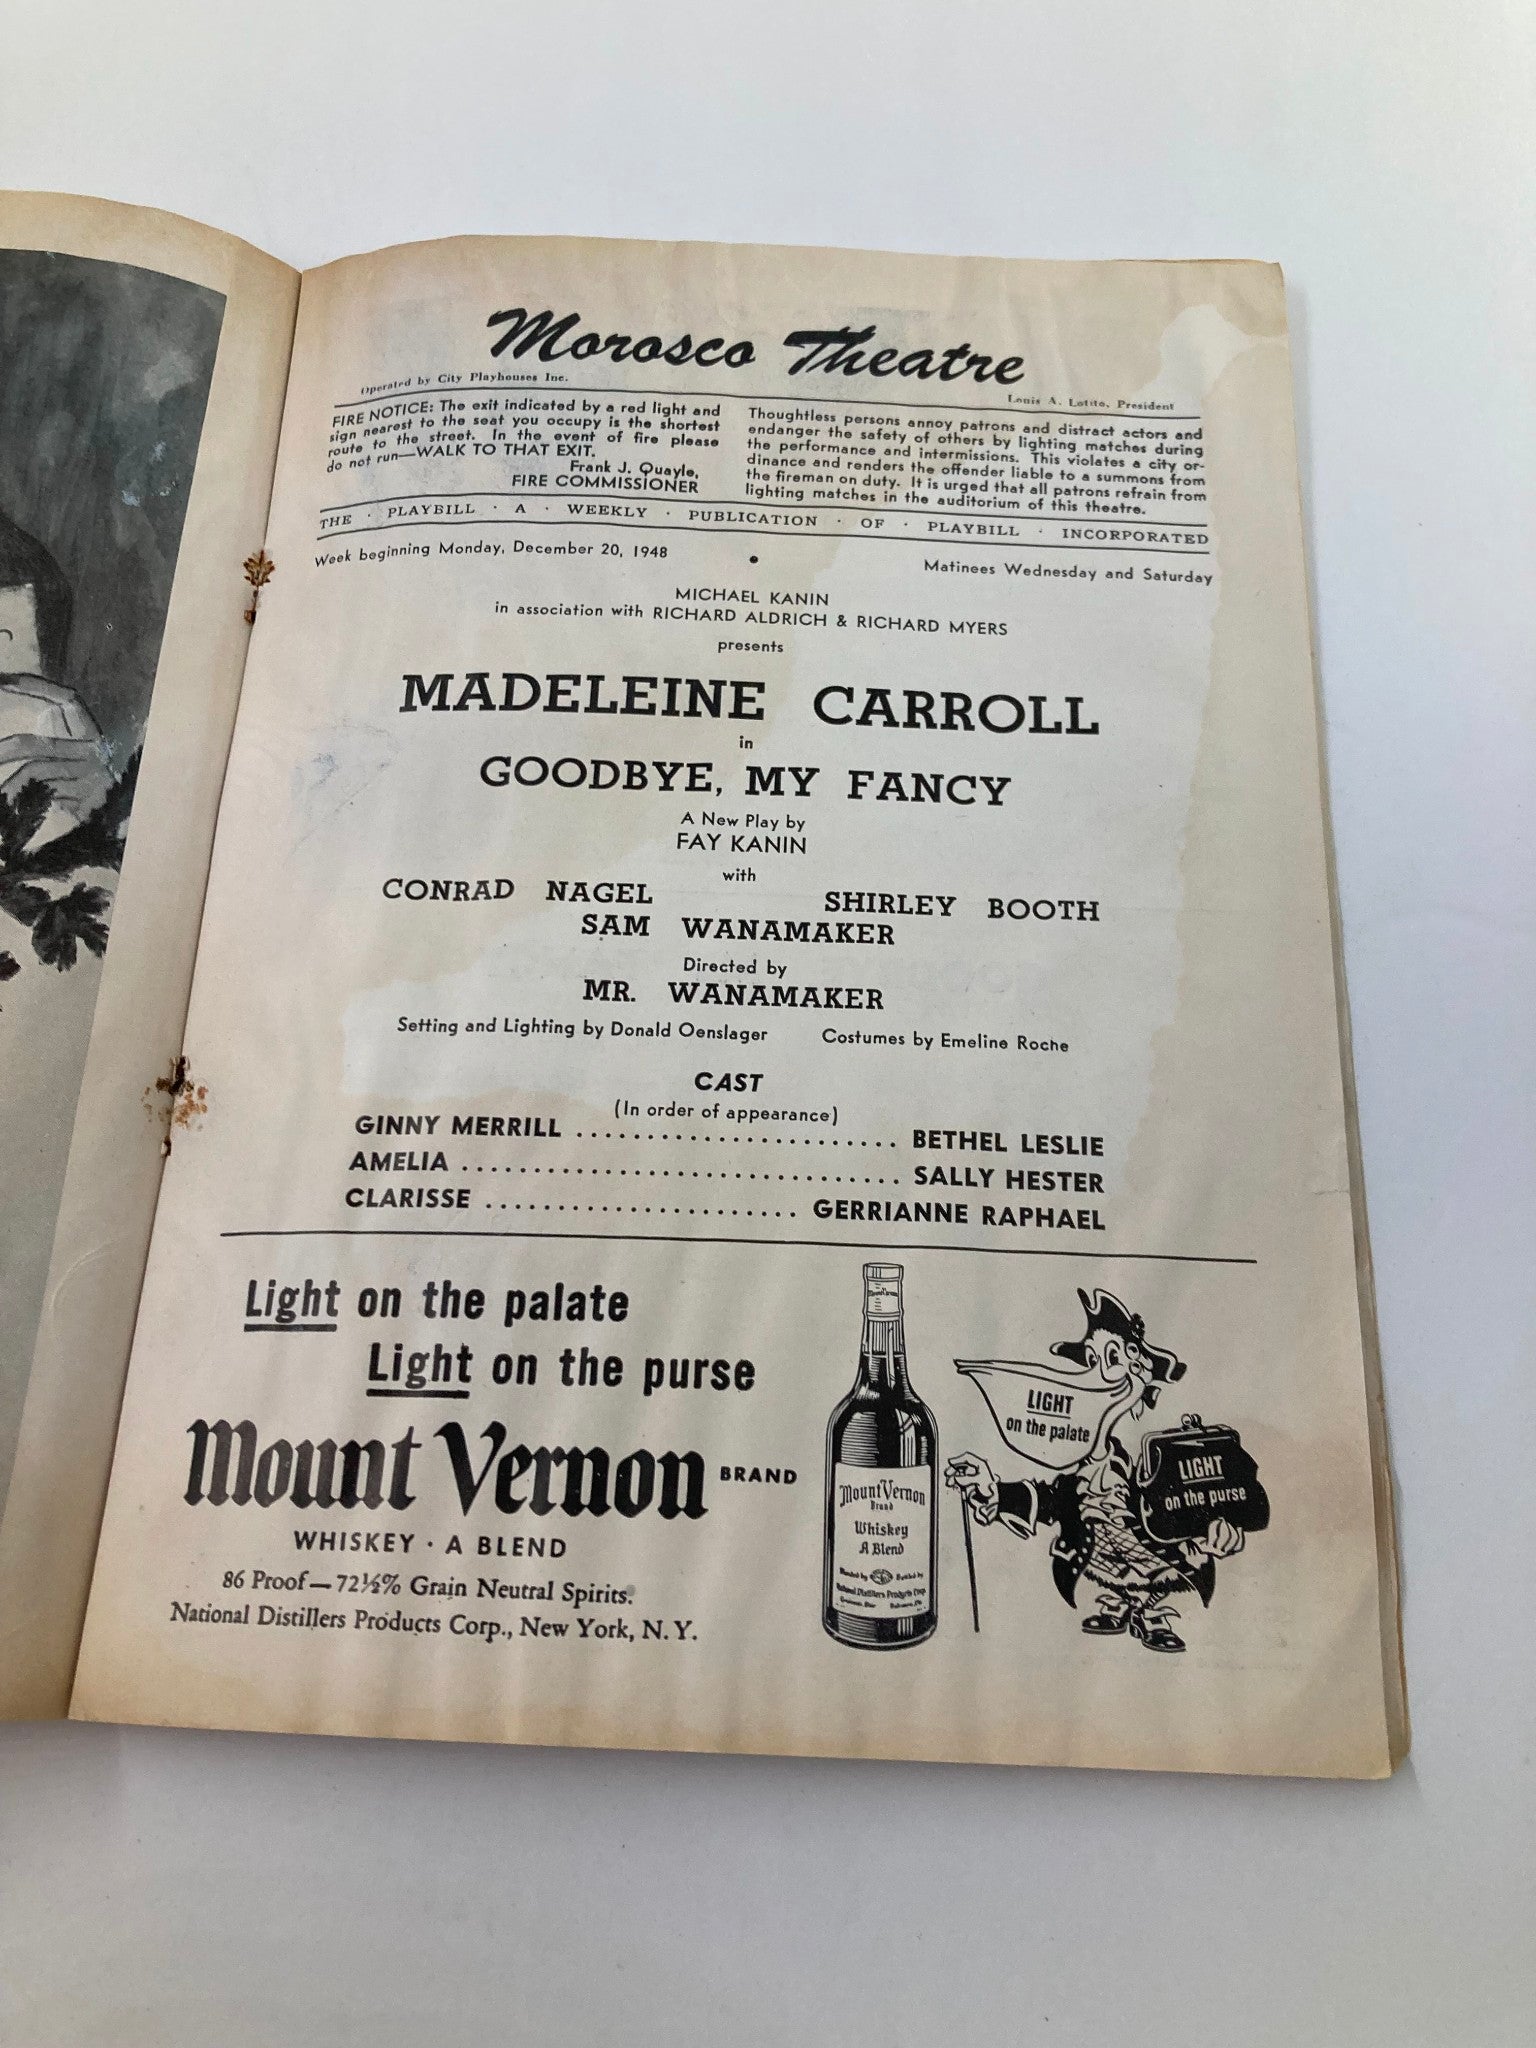 Morosco Theatre
Operated by City Playhouses Inc.
Louis A. Lotito, President
FIRE NOTICE: The exit indicated by a red light and
sign nearest to the seat you occupy is the shortest
route to the street. In the event of fire please
do not run—WALK TO THAT EXIT.
Frank J. Quayle,
FIRE COMMISSIONER
Thoughtless persons annoy patrons and distract actors and
endanger the safety of others by lighting matches during
the performance and intermissions. This violates a city or-
dinance and renders the offender liable to a summons from
the fireman on duty. It is urged that all patrons refrain from
lighting matches in the auditorium of this theatre.
THE · PLAYBILL · A · WEEKLY · PUBLICATION · OF · PLAYBILL · INCORPORATED
Week beginning Monday, December 20, 1948 • Matinees Wednesday and Saturday
MICHAEL KANIN
in association with RICHARD ALDRICH & RICHARD MYERS
presents
MADELEINE CARROLL
in
GOODBYE, MY FANCY
A New Play by
FAY KANIN
with
CONRAD NAGEL SHIRLEY BOOTH
SAM WANAMAKER
Directed by
MR. WANAMAKER
Setting and Lighting by Donald Oenslager Costumes by Emeline Roche
CAST
(In order of appearance)
GINNY MERRILL ....................... BETHEL LESLIE
AMELIA ............................... SALLY HESTER
CLARISSE ...................... GERRIANNE RAPHAEL
Light on the palate
Light on the purse
Mount Vernon BRAND
WHISKEY · A BLEND
86 Proof—72½% Grain Neutral Spirits.
National Distillers Products Corp., New York, N. Y.
Mount Vernon
Brand
Whiskey
A Blend
Blended by Bottled by
National Distillers Products Corp.
LIGHT
on the palate
LIGHT
on the purse